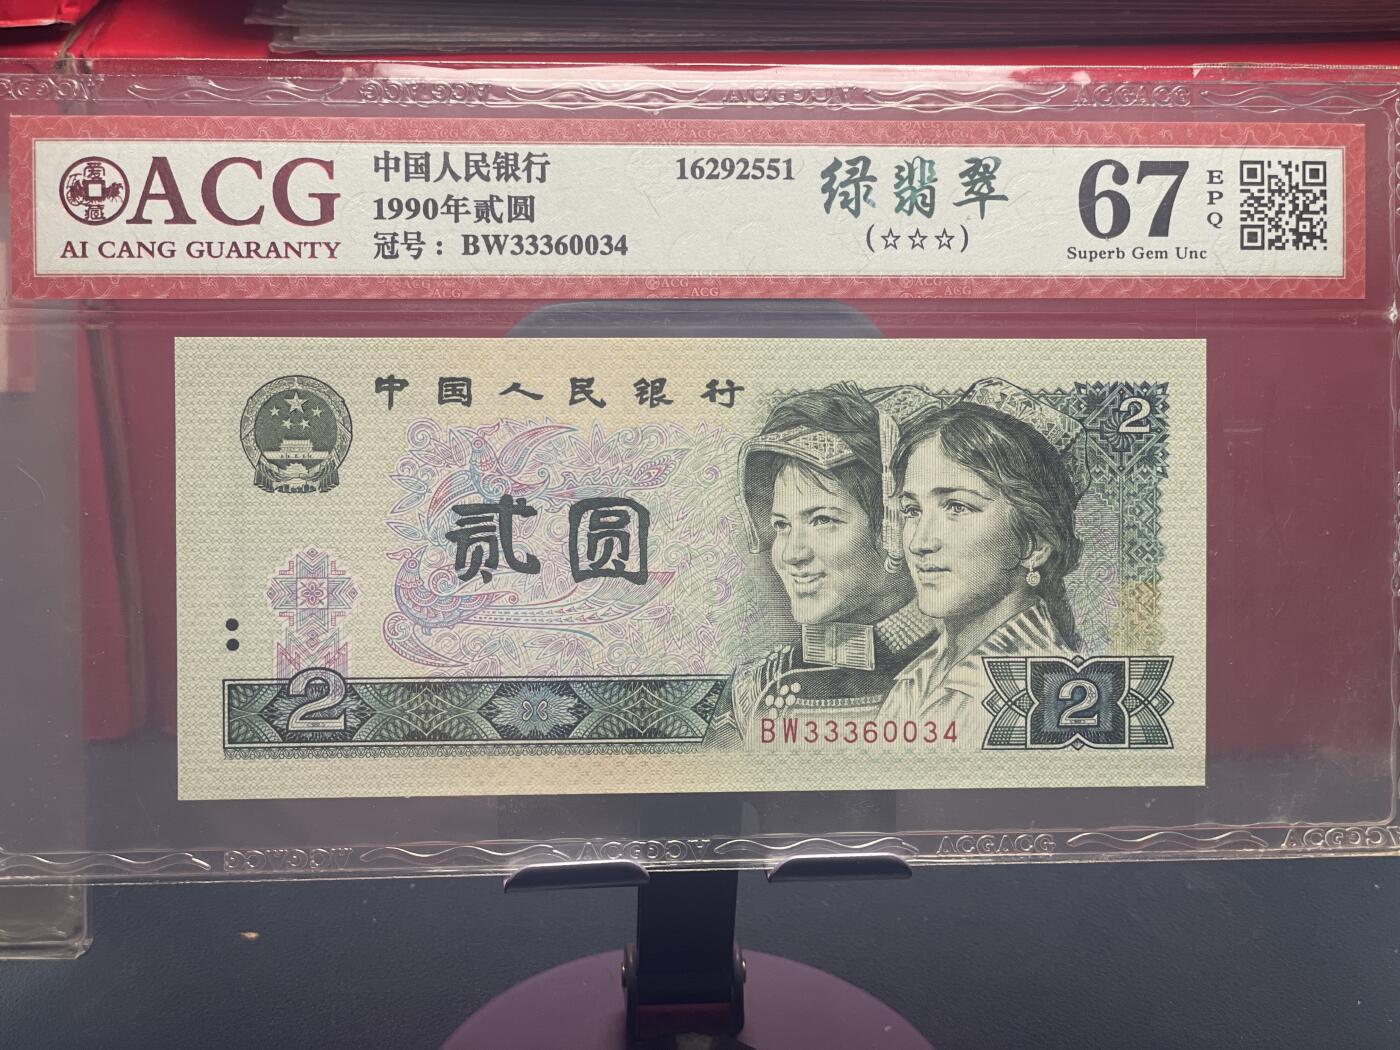 爱藏
ACG
AI CANG GUARANTY
中国人民银行
1990年贰圆
冠号： BW33360034
16292551
绿翡翠
(☆☆☆)
67
EPQ
Superb Gem Unc
中国人民银行
2
贰圆
2
BW33360034
2